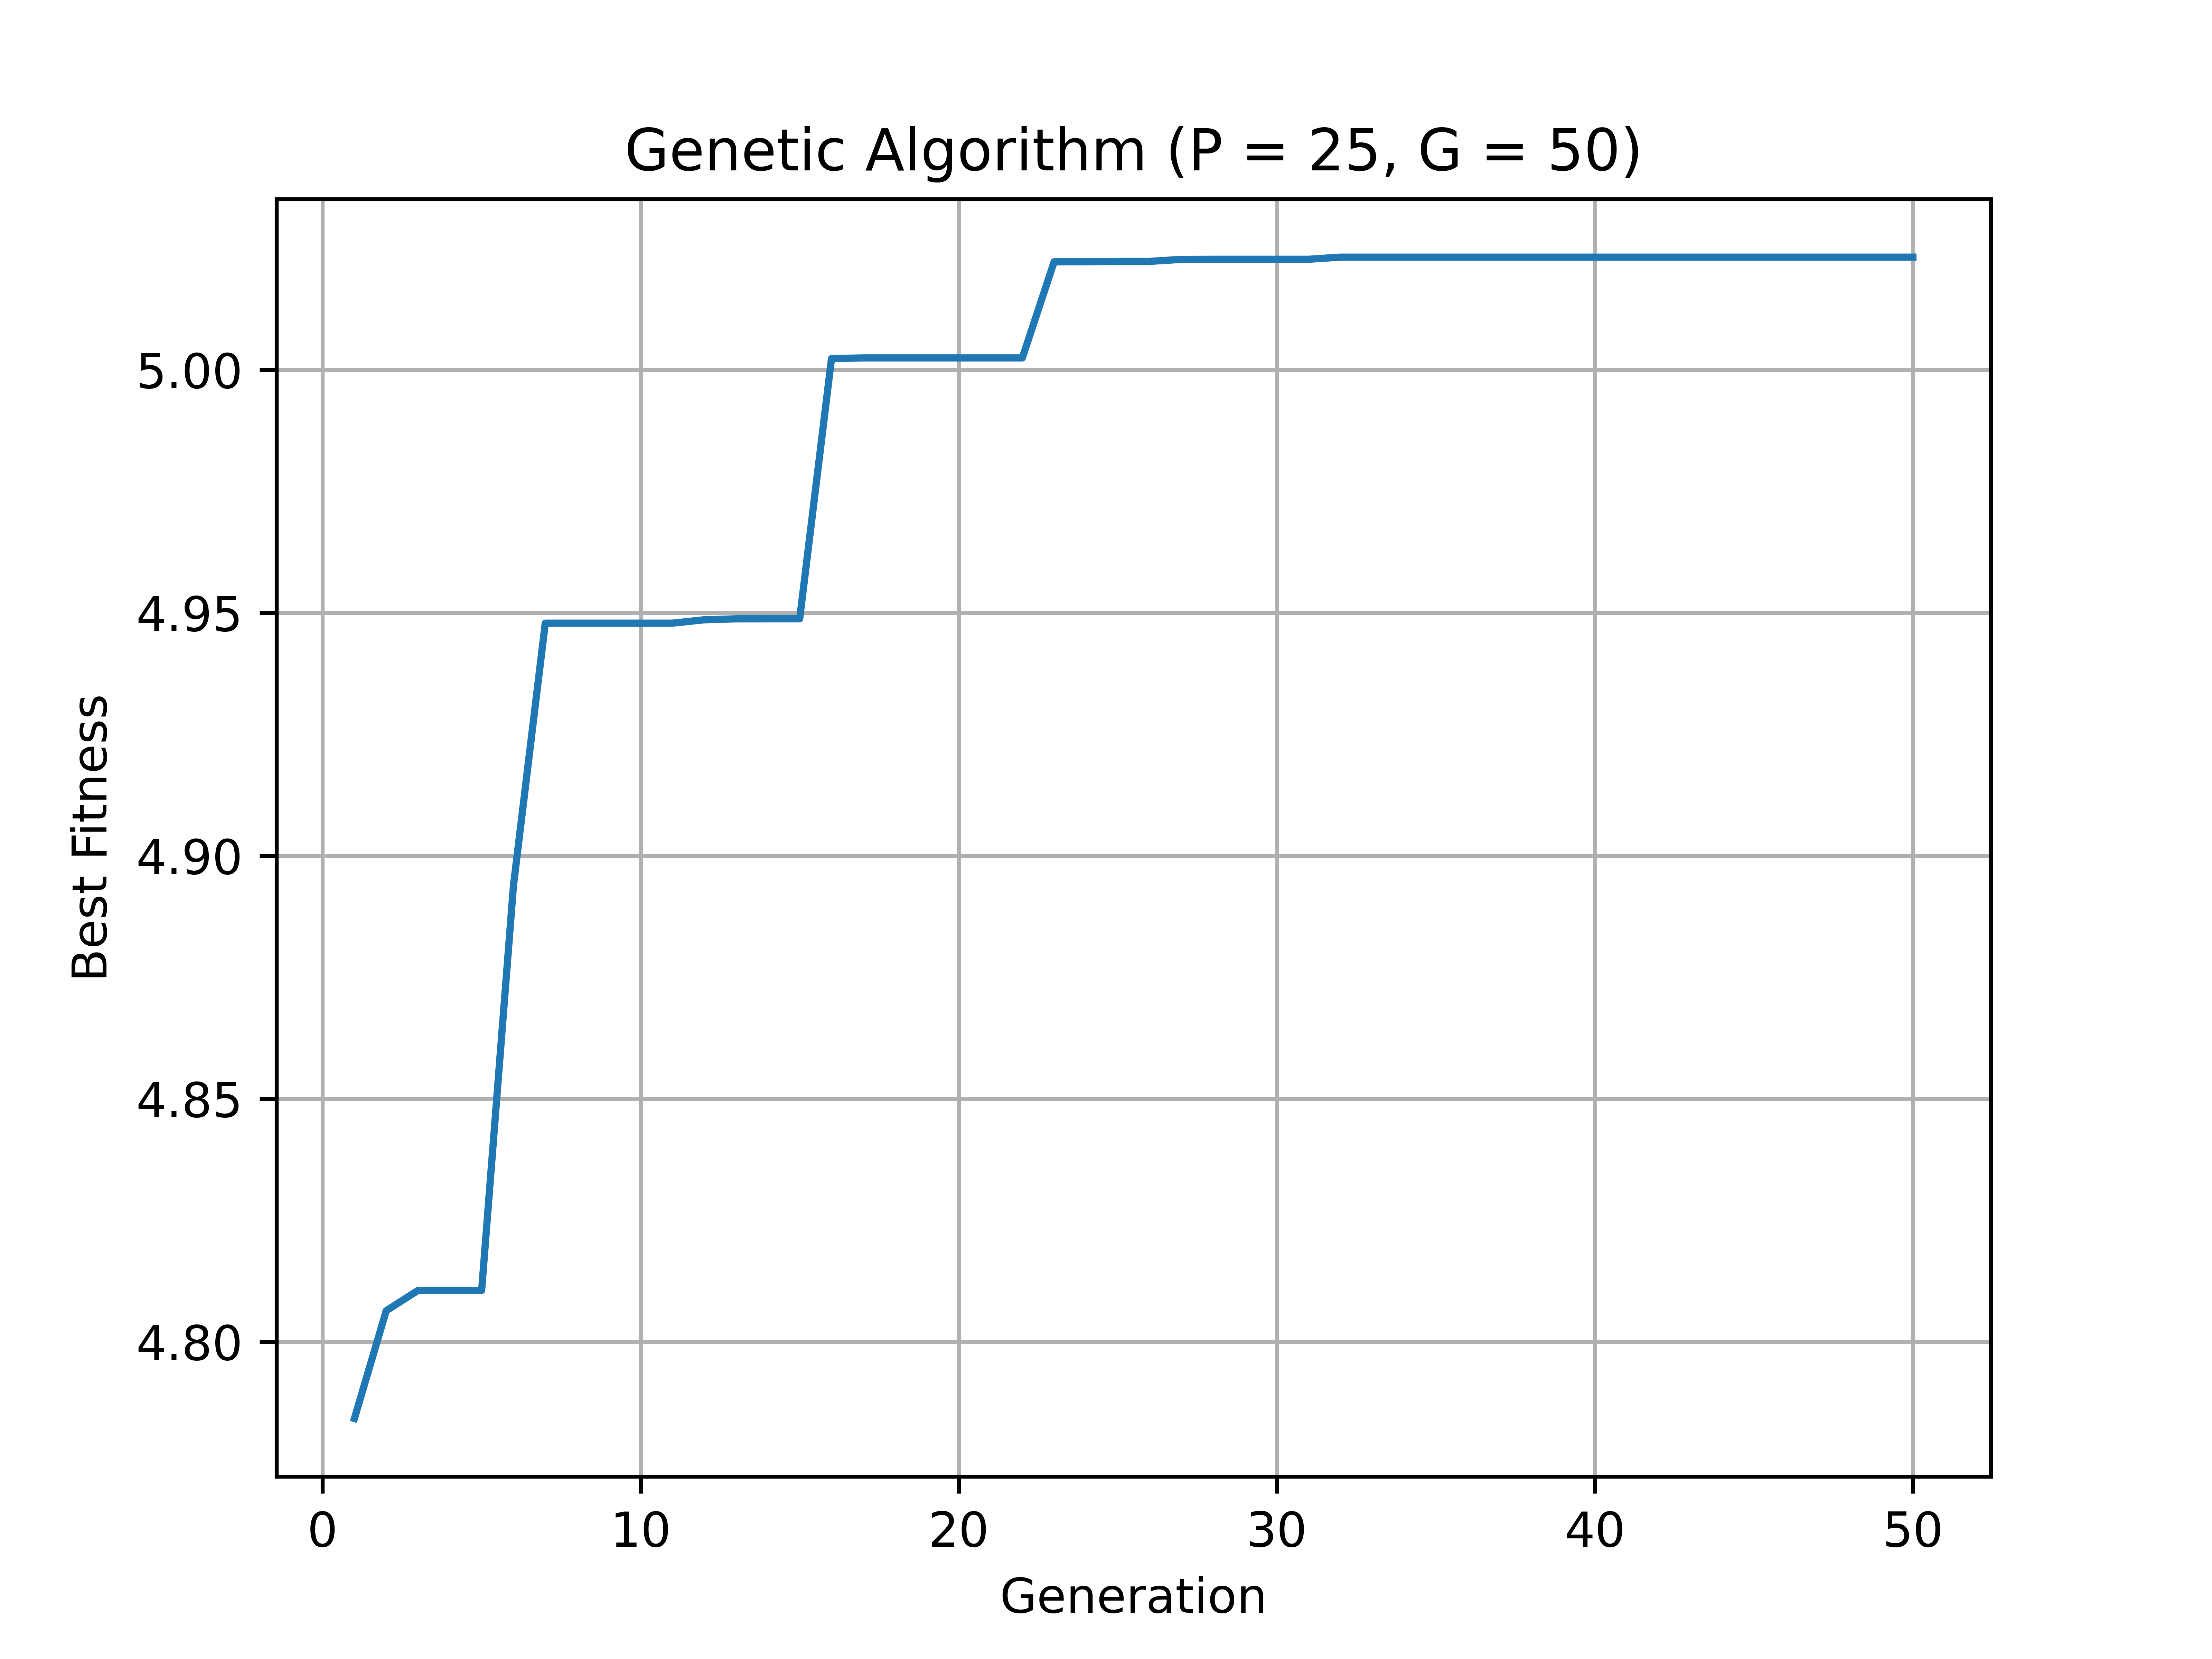 Genetic Algorithm (P = 25, G = 50)
5.00
4.95
4.90
4.85
4.80
Best Fitness
0 10 20 30 40 50
Generation